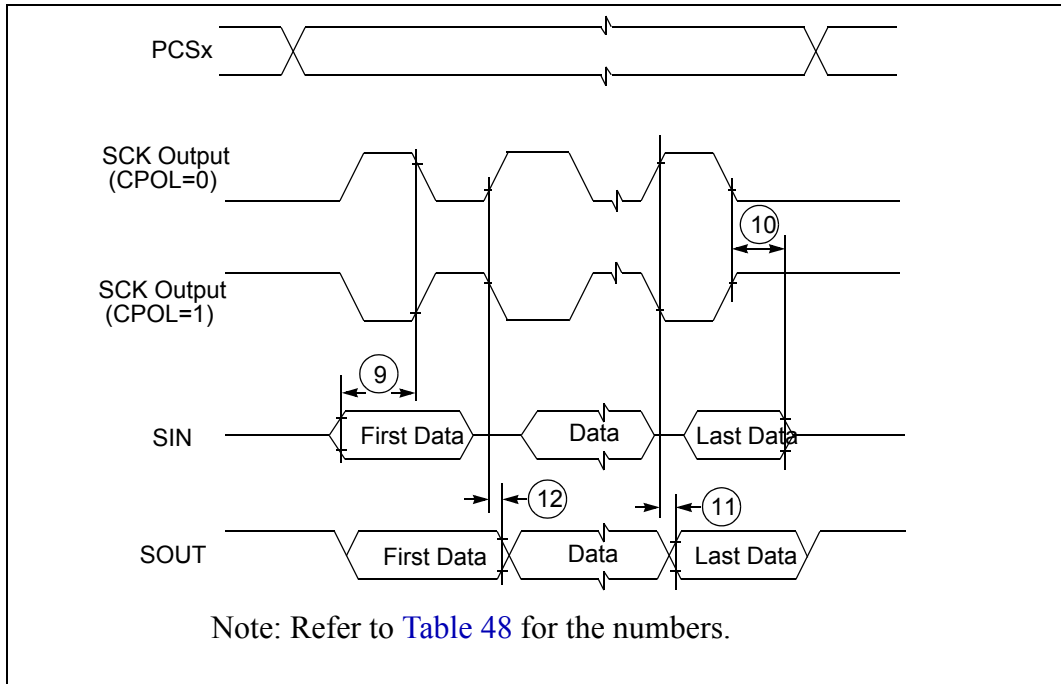 PCSx
SCK Output
(CPOL=0)
10
SCK Output
(CPOL=1)
9
SIN
First Data
Data
Last Data
12
11
SOUT
First Data
Data
Last Data
Note: Refer to Table 48 for the numbers.